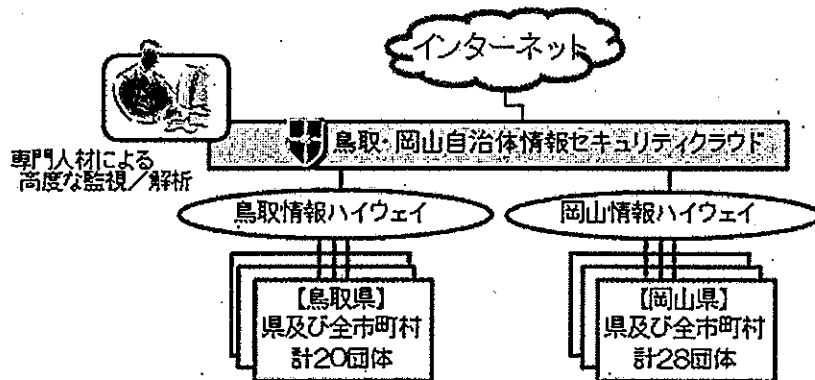 インターネット
鳥取・岡山自治体情報セキュリティクラウド
専門人材による
高度な監視／解析
鳥取情報ハイウェイ
岡山情報ハイウェイ
【鳥取県】
県及び全市町村
計20団体
【岡山県】
県及び全市町村
計28団体